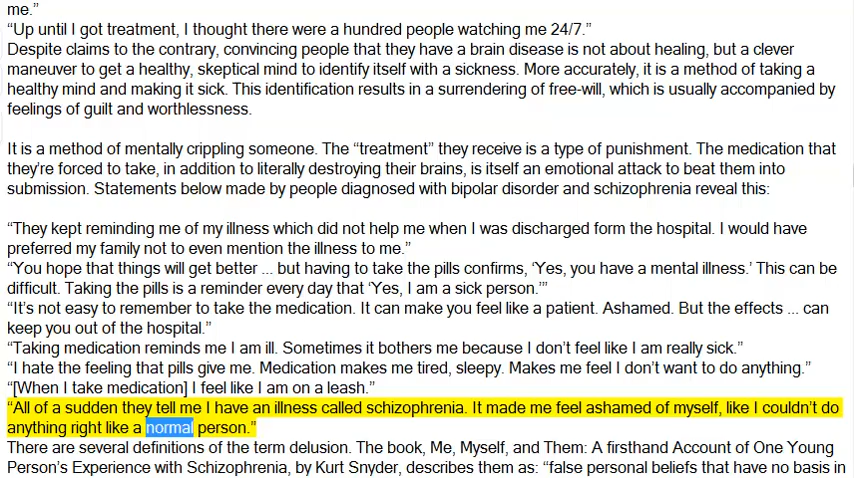 me.”
“Up until I got treatment, I thought there were a hundred people watching me 24/7.”
Despite claims to the contrary, convincing people that they have a brain disease is not about healing, but a clever
maneuver to get a healthy, skeptical mind to identify itself with a sickness. More accurately, it is a method of taking a
healthy mind and making it sick. This identification results in a surrendering of free-will, which is usually accompanied by
feelings of guilt and worthlessness.
It is a method of mentally crippling someone. The “treatment” they receive is a type of punishment. The medication that
they’re forced to take, in addition to literally destroying their brains, is itself an emotional attack to beat them into
submission. Statements below made by people diagnosed with bipolar disorder and schizophrenia reveal this:
“They kept reminding me of my illness which did not help me when I was discharged form the hospital. I would have
preferred my family not to even mention the illness to me.”
“You hope that things will get better ... but having to take the pills confirms, ‘Yes, you have a mental illness.’ This can be
difficult. Taking the pills is a reminder every day that ‘Yes, I am a sick person.’”
“It’s not easy to remember to take the medication. It can make you feel like a patient. Ashamed. But the effects ... can
keep you out of the hospital.”
“Taking medication reminds me I am ill. Sometimes it bothers me because I don’t feel like I am really sick.”
“I hate the feeling that pills give me. Medication makes me tired, sleepy. Makes me feel I don’t want to do anything.”
“[When I take medication] I feel like I am on a leash.”
“All of a sudden they tell me I have an illness called schizophrenia. It made me feel ashamed of myself, like I couldn’t do
anything right like a normal person.”
There are several definitions of the term delusion. The book, Me, Myself, and Them: A firsthand Account of One Young
Person’s Experience with Schizophrenia, by Kurt Snyder, describes them as: “false personal beliefs that have no basis in